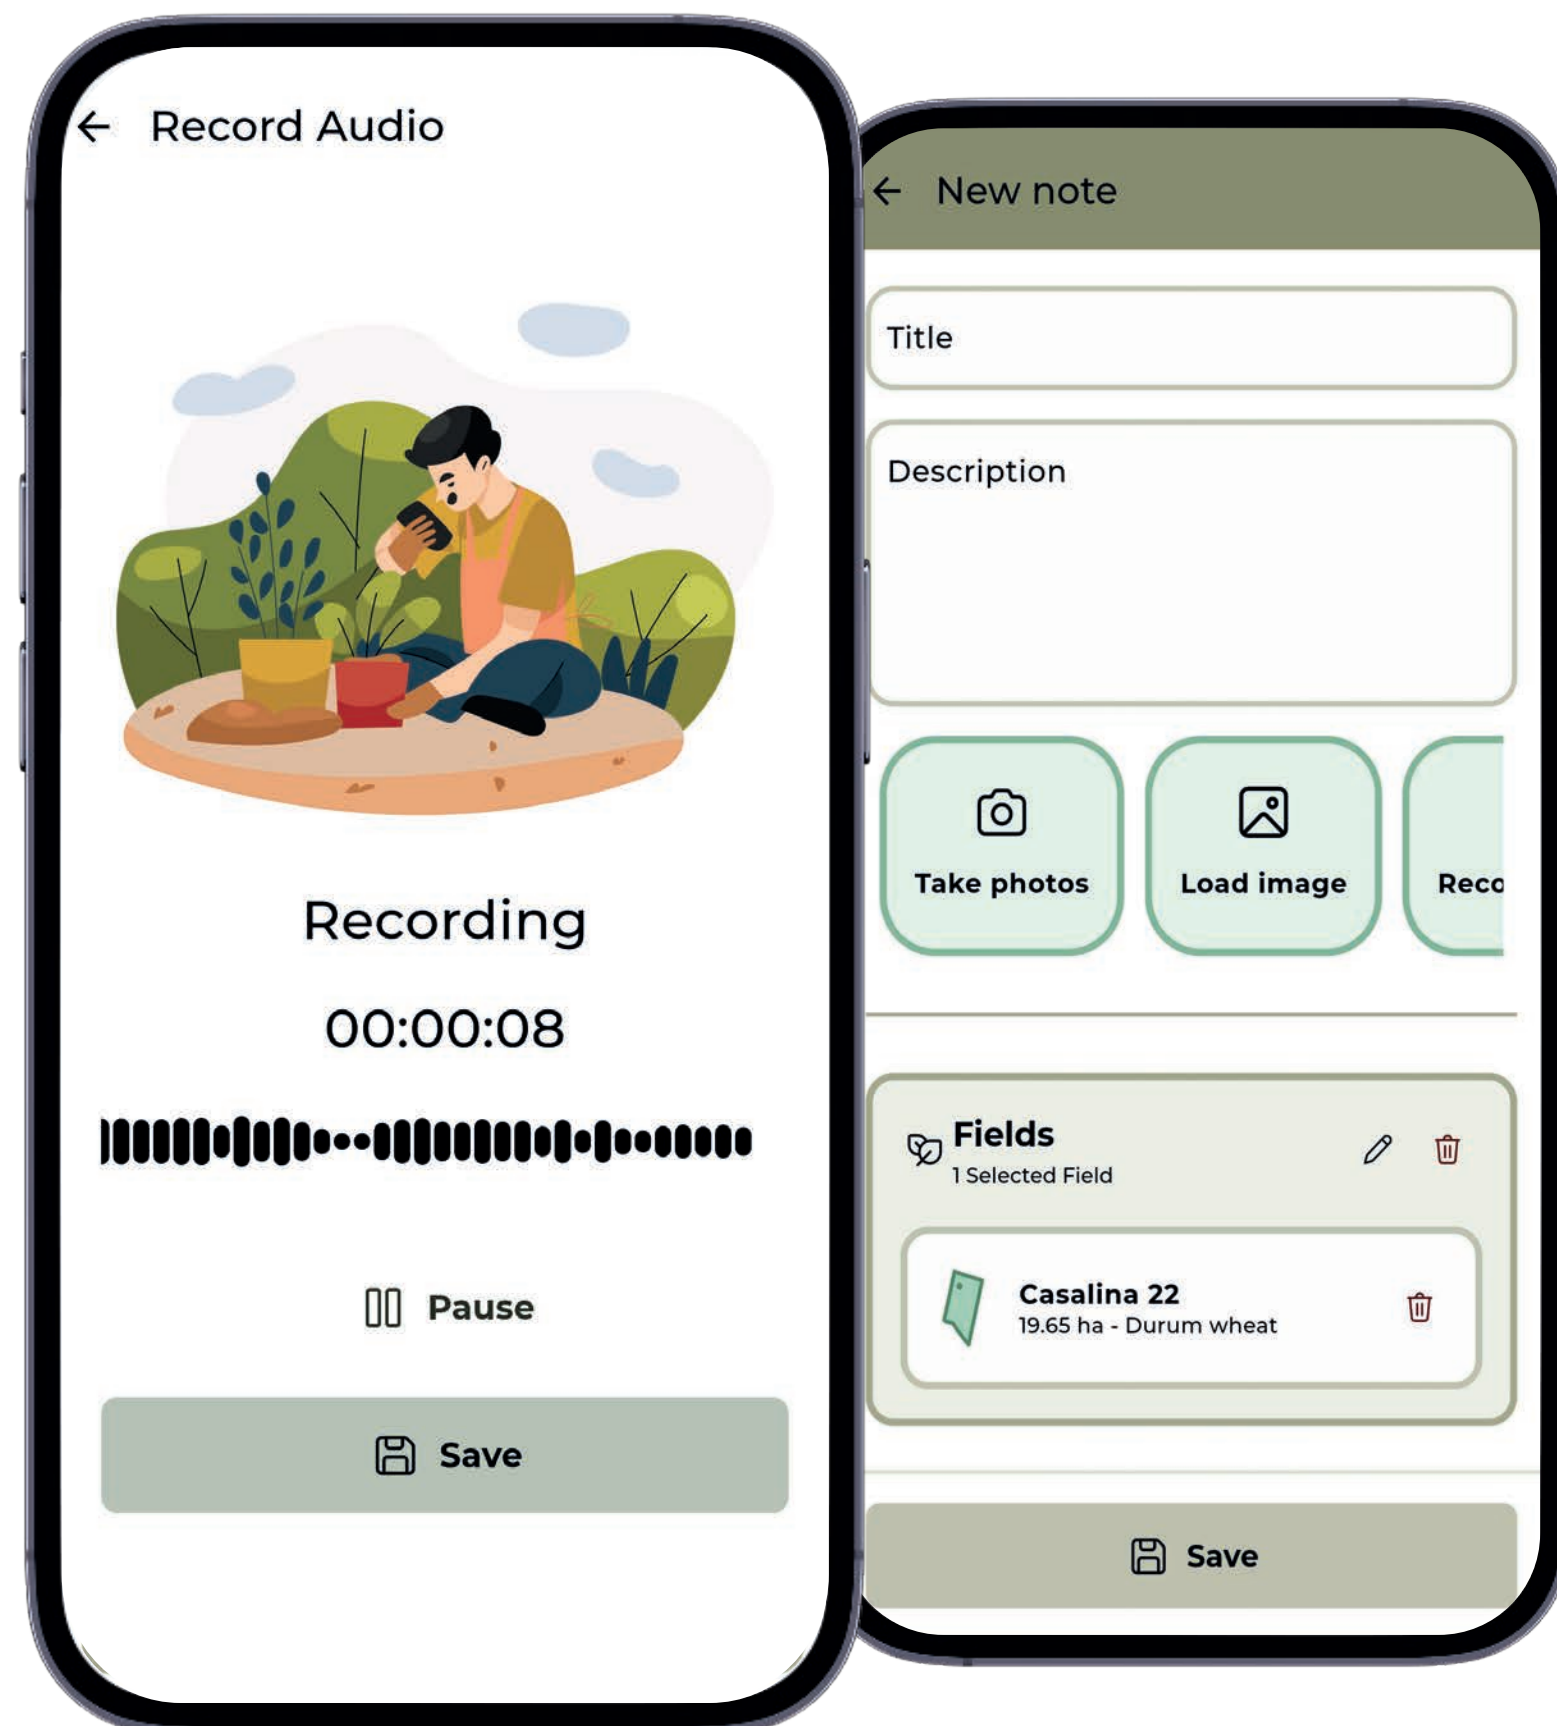 Record Audio
Recording
00:00:08
Pause
Save
New note
Title
Description
Take photos
Load image
Reco
Fields
1 Selected Field
Casalina 22
19.65 ha - Durum wheat
Save